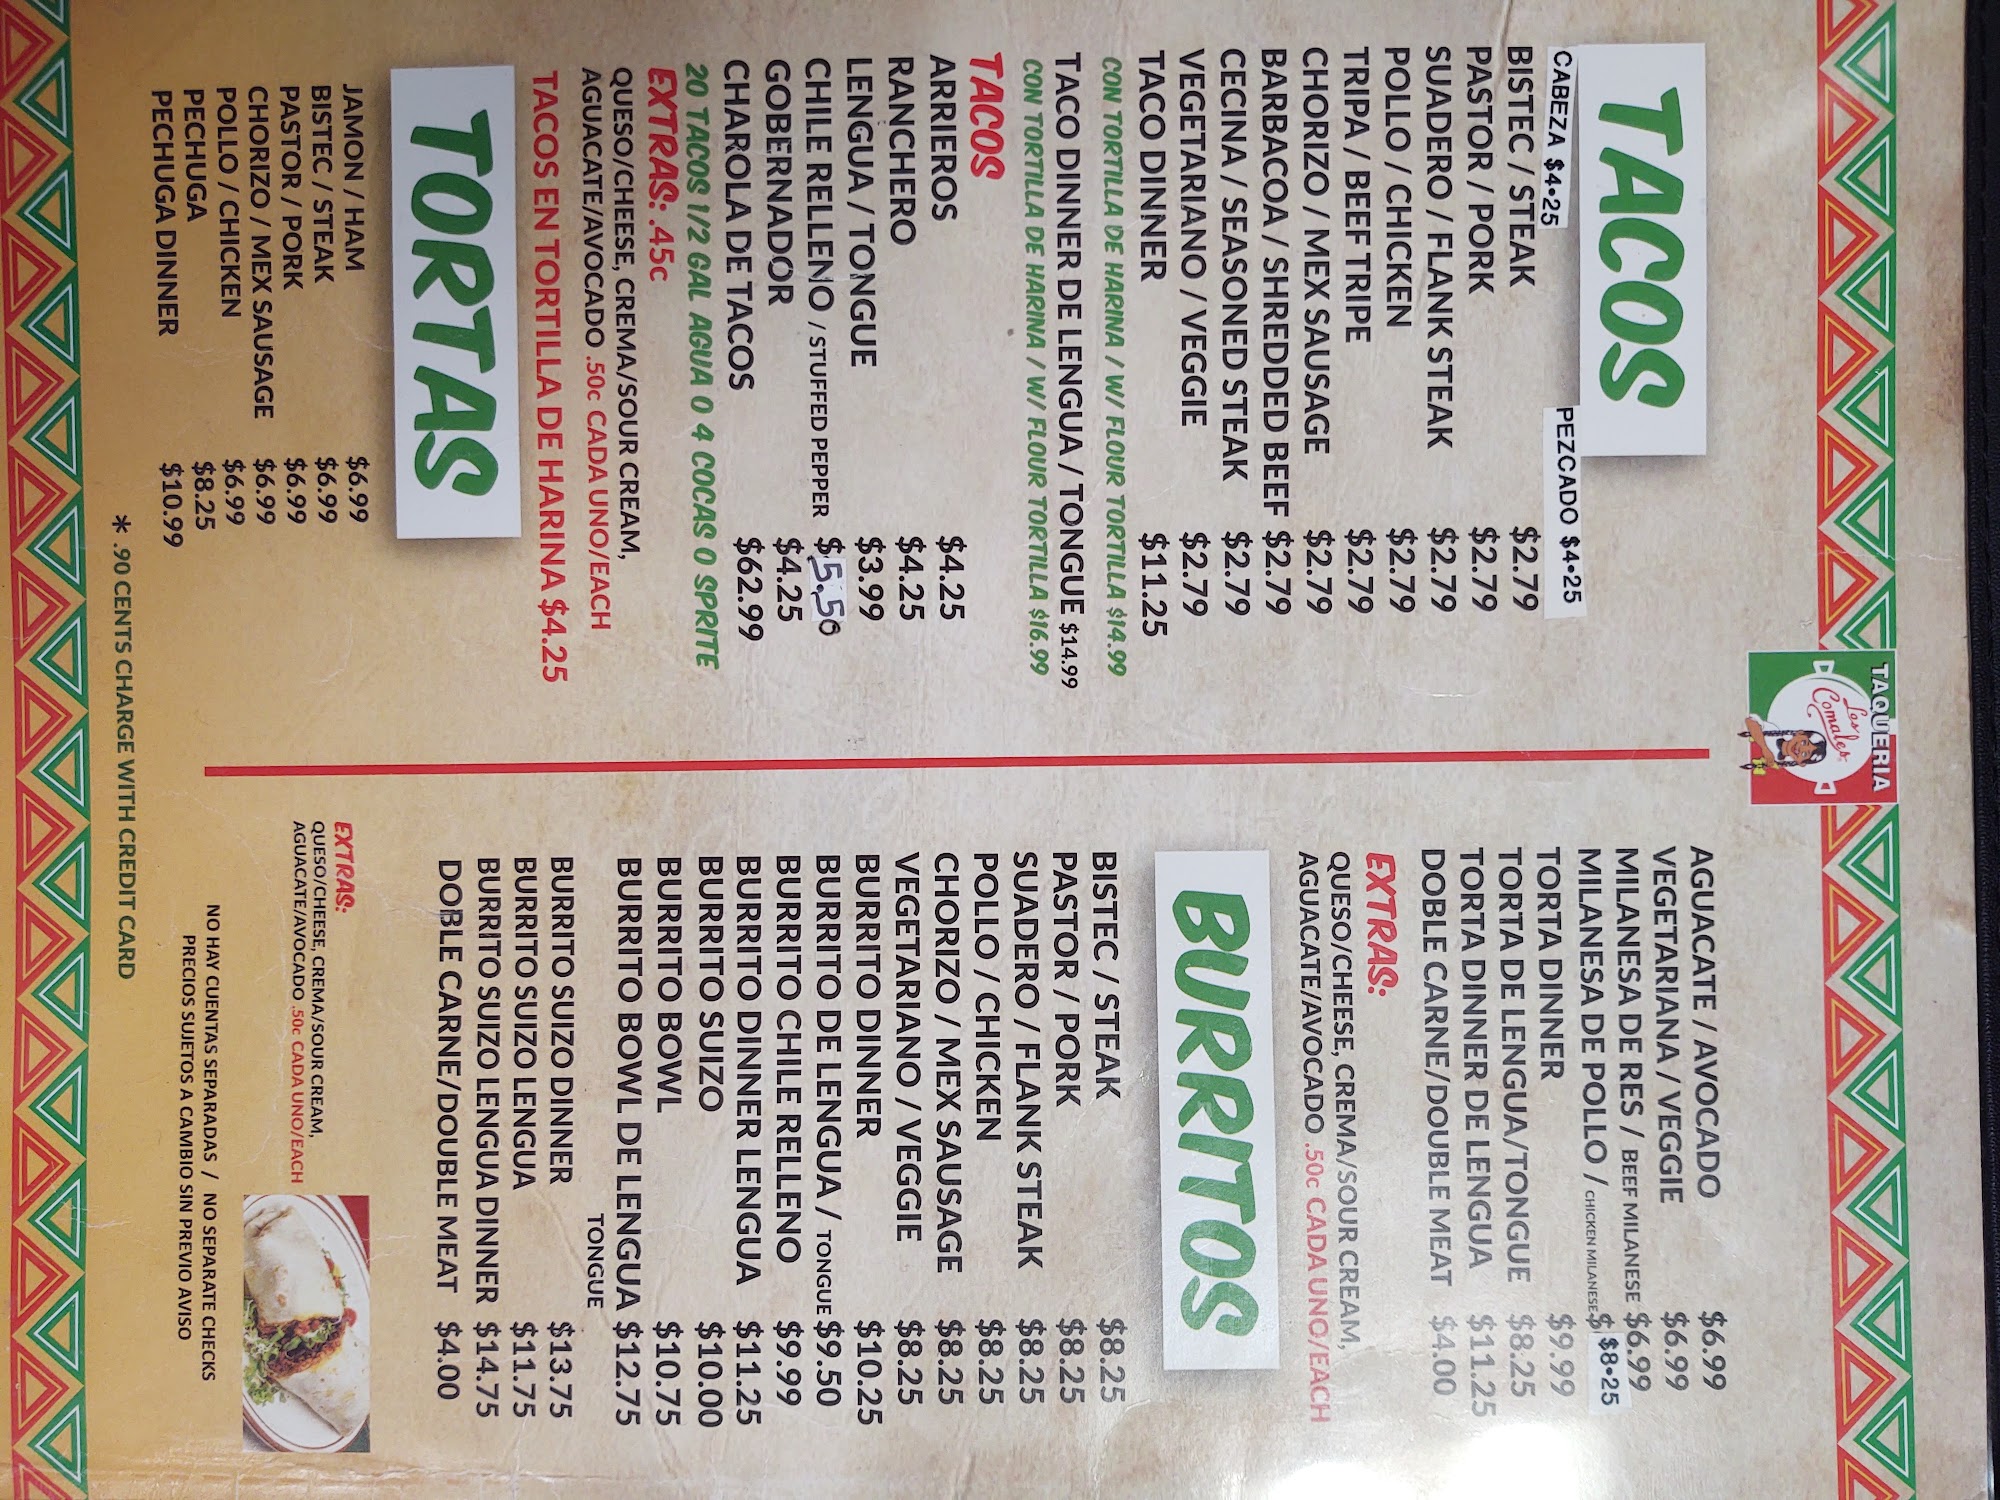 TAQUERIA
Los
Comales
TACOS
CABEZA $4.25 PEZCADO $4.25
BISTEC / STEAK $2.79
PASTOR / PORK $2.79
SUADERO / FLANK STEAK $2.79
POLLO / CHICKEN $2.79
TRIPA / BEEF TRIPE $2.79
CHORIZO / MEX SAUSAGE $2.79
BARBACOA / SHREDDED BEEF $2.79
CECINA / SEASONED STEAK $2.79
VEGETARIANO / VEGGIE $2.79
TACO DINNER $11.25
CON TORTILLA DE HARINA / W/ FLOUR TORTILLA $14.99
TACO DINNER DE LENGUA / TONGUE $14.99
CON TORTILLA DE HARINA / W/ FLOUR TORTILLA $16.99
TACOS
ARRIEROS $4.25
RANCHERO $4.25
LENGUA / TONGUE $3.99
CHILE RELLENO / STUFFED PEPPER $5.50
GOBERNADOR $4.25
CHAROLA DE TACOS $62.99
20 TACOS 1/2 GAL AGUA O 4 COCAS O SPRITE
EXTRAS: .45c
QUESO/CHEESE, CREMA/SOUR CREAM,
AGUACATE/AVOCADO .50c CADA UNO/EACH
TACOS EN TORTILLA DE HARINA $4.25
TORTAS
JAMON / HAM $6.99
BISTEC / STEAK $6.99
PASTOR / PORK $6.99
CHORIZO / MEX SAUSAGE $6.99
POLLO / CHICKEN $6.99
PECHUGA $8.25
PECHUGA DINNER $10.99
* .90 CENTS CHARGE WITH CREDIT CARD
AGUACATE / AVOCADO $6.99
VEGETARIANA / VEGGIE $6.99
MILANESA DE RES / BEEF MILANESE $6.99
MILANESA DE POLLO / CHICKEN MILANESE $ $8.25
TORTA DINNER $9.99
TORTA DE LENGUA/TONGUE $8.25
TORTA DINNER DE LENGUA $11.25
DOBLE CARNE/DOUBLE MEAT $4.00
EXTRAS:
QUESO/CHEESE, CREMA/SOUR CREAM,
AGUACATE/AVOCADO .50c CADA UNO/EACH
BURRITOS
BISTEC / STEAK $8.25
PASTOR / PORK $8.25
SUADERO / FLANK STEAK $8.25
POLLO / CHICKEN $8.25
CHORIZO / MEX SAUSAGE $8.25
VEGETARIANO / VEGGIE $8.25
BURRITO DINNER $10.25
BURRITO DE LENGUA / TONGUE $9.50
BURRITO CHILE RELLENO $9.99
BURRITO DINNER LENGUA $11.25
BURRITO SUIZO $10.00
BURRITO BOWL $10.75
BURRITO BOWL DE LENGUA $12.75
TONGUE
BURRITO SUIZO DINNER $13.75
BURRITO SUIZO LENGUA $11.75
BURRITO SUIZO LENGUA DINNER $14.75
DOBLE CARNE/DOUBLE MEAT $4.00
EXTRAS:
QUESO/CHEESE, CREMA/SOUR CREAM,
AGUACATE/AVOCADO .50c CADA UNO/EACH
NO HAY CUENTAS SEPARADAS / NO SEPARATE CHECKS
PRECIOS SUJETOS A CAMBIO SIN PREVIO AVISO